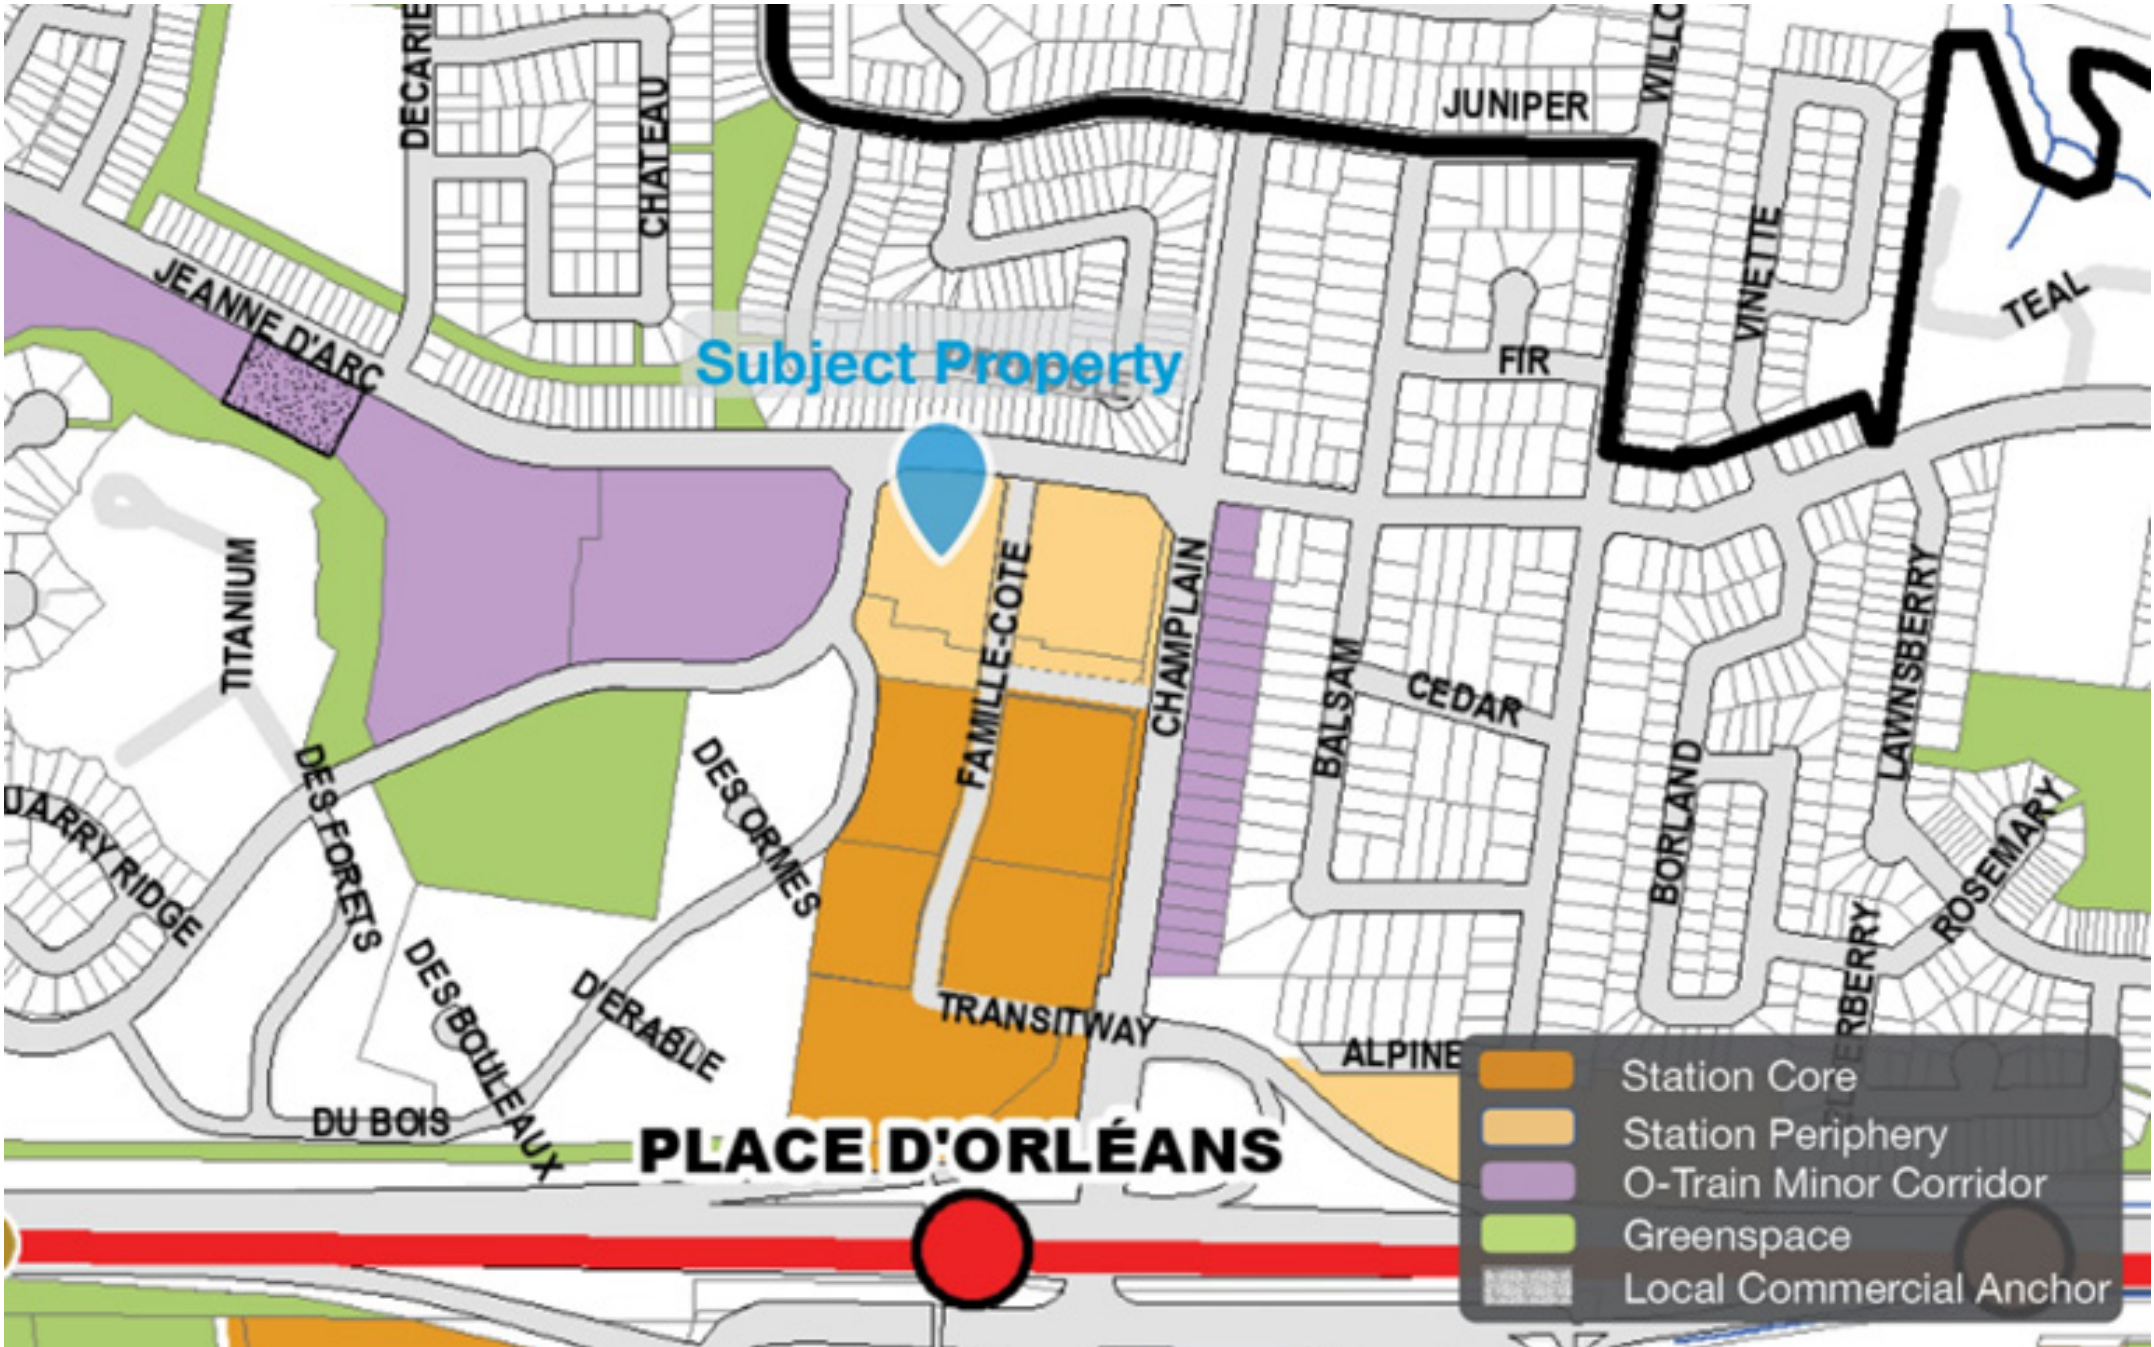 DECARIE
CHATEAU
JUNIPER
VINETTE
TEAL
JEANNE D'ARC
FIR
Subject Property
TITANIUM
FAMILLE-COTE
CHAMPLAIN
BALSAM
CEDAR
BORLAND
LAWNSBERRY
ROSEMARY
DES FORETS
DES ORMES
DES BOULEAUX
D'ERABLE
TRANSITWAY
ALPINE
DU BOIS
PLACE D'ORLÉANS
Station Core
Station Periphery
O-Train Minor Corridor
Greenspace
Local Commercial Anchor
UARRY RIDGE
WILLO